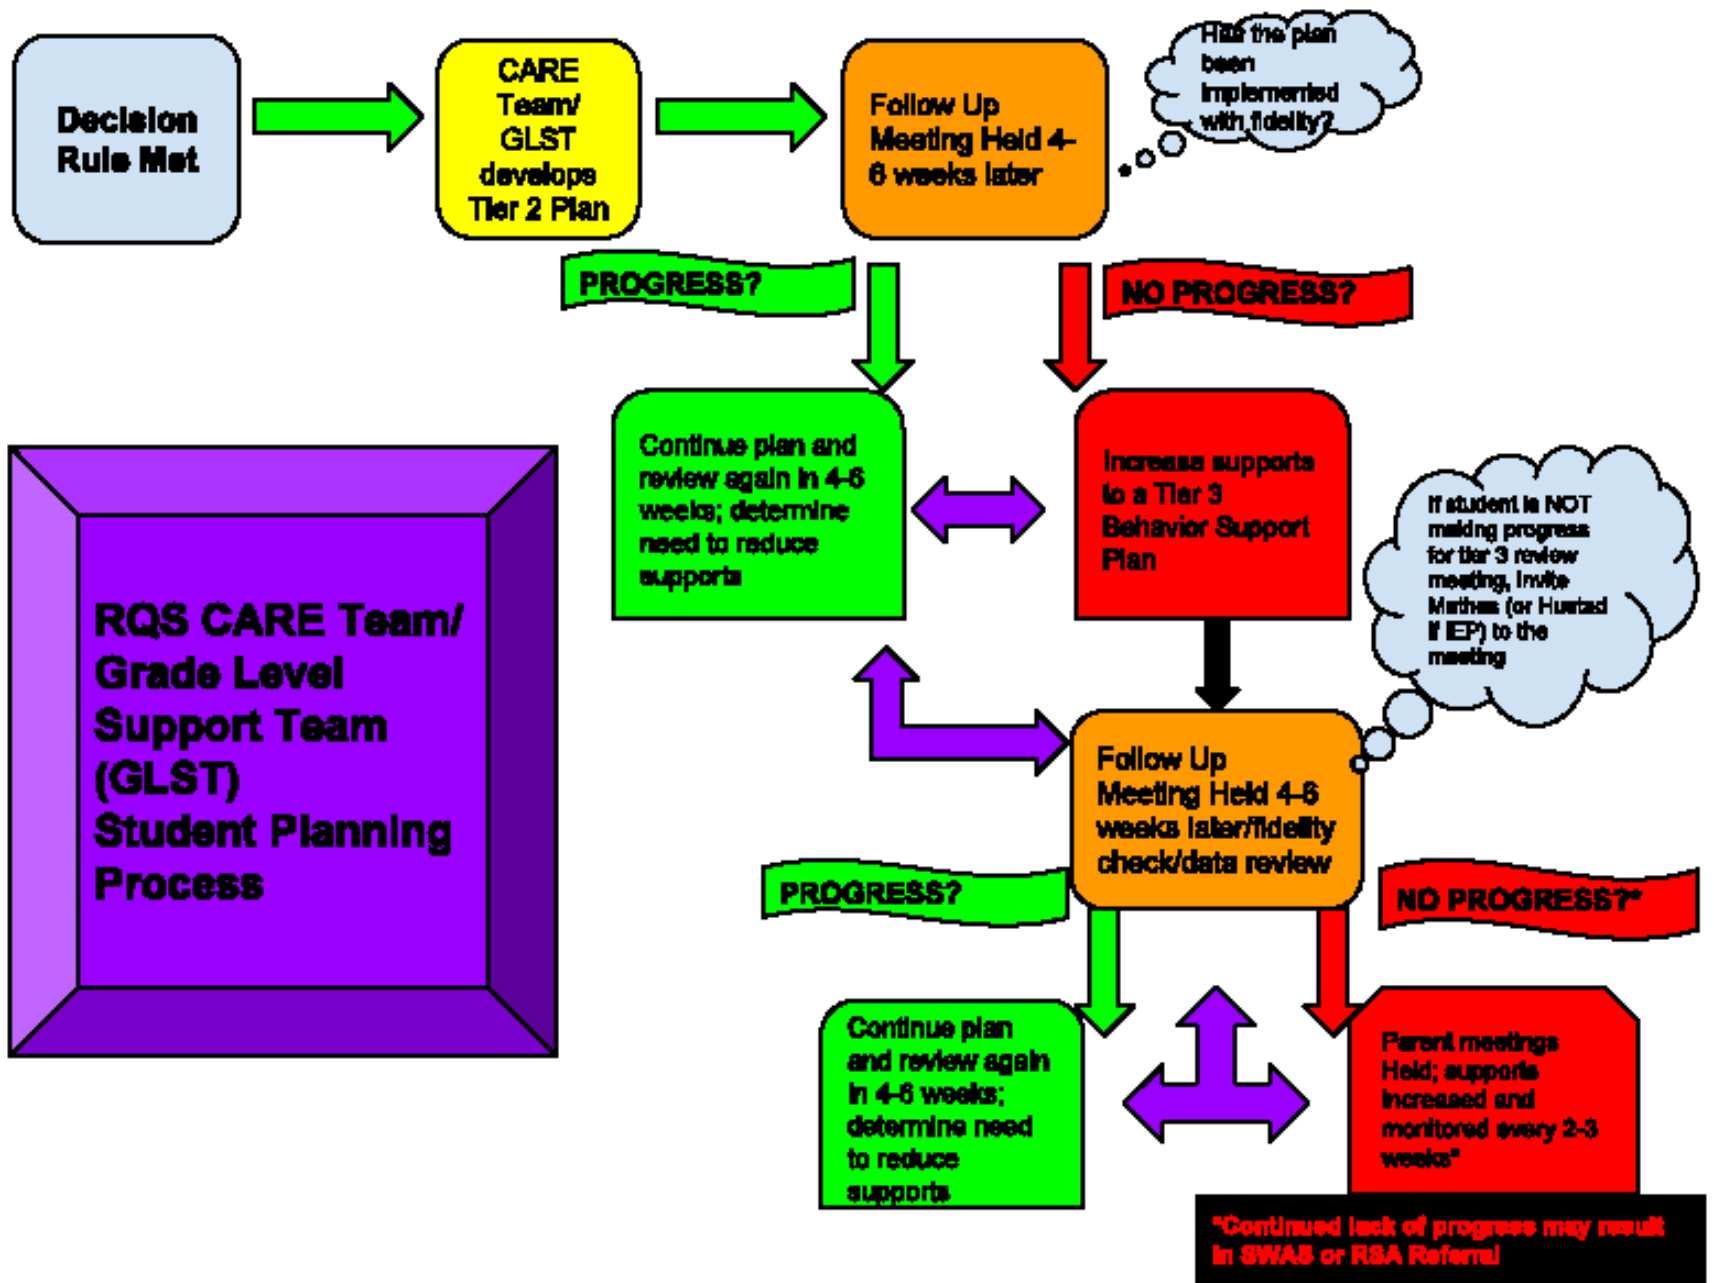 Decision
Rule Met
CARE
Team/
GLST
develops
Tier 2 Plan
Follow Up
Meeting Held 4-
6 weeks later
Has the plan
been
implemented
with fidelity?
PROGRESS?
NO PROGRESS?
Continue plan and
review again in 4-6
weeks; determine
need to reduce
supports
Increase supports
to a Tier 3
Behavior Support
Plan
If student is NOT
making progress
for tier 3 review
meeting, invite
Mathes (or Hustad
if IEP) to the
meeting
RQS CARE Team/
Grade Level
Support Team
(GLST)
Student Planning
Process
Follow Up
Meeting Held 4-6
weeks later/fidelity
check/data review
PROGRESS?
NO PROGRESS?*
Continue plan
and review again
in 4-6 weeks;
determine need
to reduce
supports
Parent meetings
Held; supports
increased and
monitored every 2-3
weeks*
*Continued lack of progress may result
in SWAS or RSA Referral